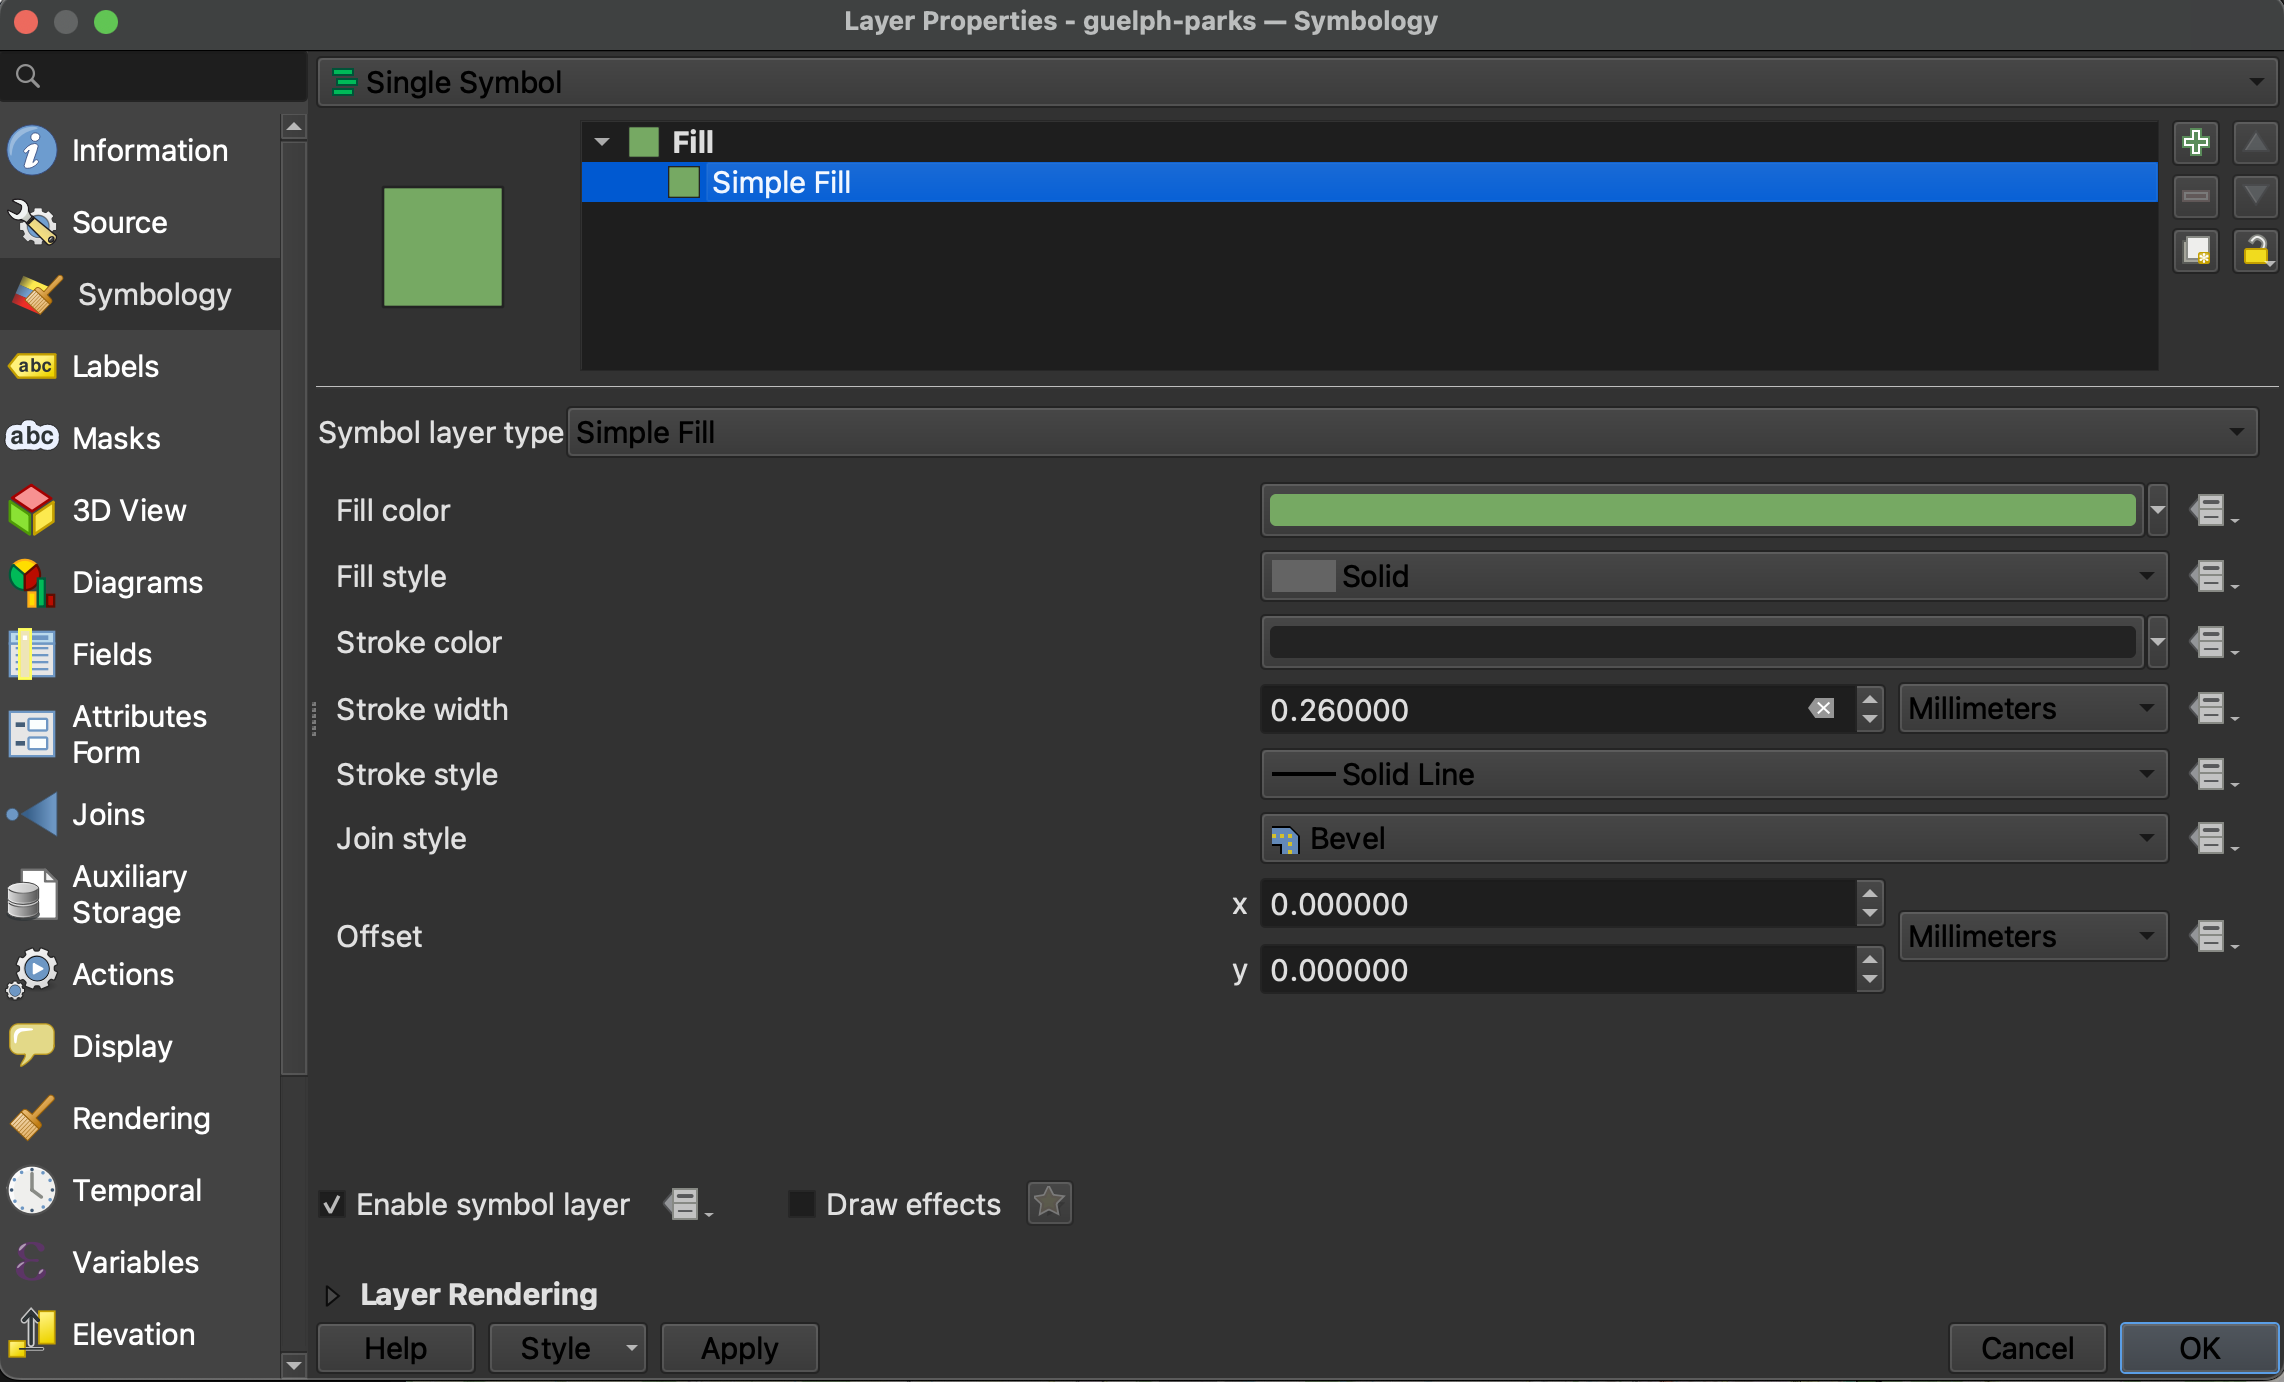 Layer Properties - guelph-parks — Symbology
Single Symbol
Information
Source
Symbology
abc Labels
abc Masks
3D View
Diagrams
Fields
Attributes
Form
Joins
Auxiliary
Storage
Actions
Display
Rendering
Temporal
Variables
Elevation
Fill
Simple Fill
Symbol layer type Simple Fill
Fill color
Fill style Solid
Stroke color
Stroke width 0.260000 Millimeters
Stroke style Solid Line
Join style Bevel
Offset
x 0.000000
y 0.000000
Millimeters
Enable symbol layer
Draw effects
Layer Rendering
Help Style Apply Cancel OK